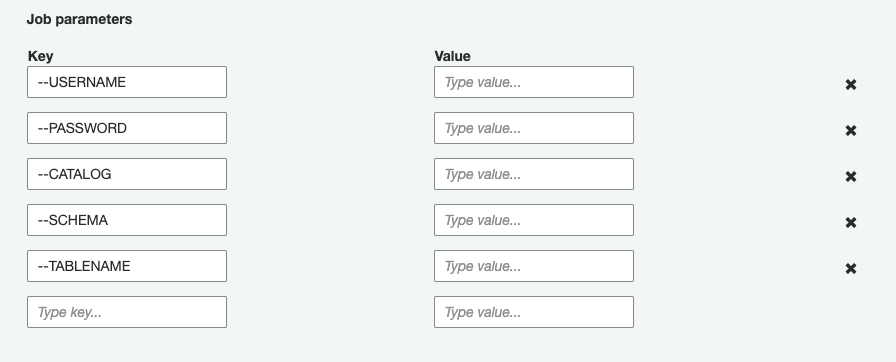 Job parameters
Key Value
--USERNAME Type value...
--PASSWORD Type value...
--CATALOG Type value...
--SCHEMA Type value...
--TABLENAME Type value...
Type key... Type value...